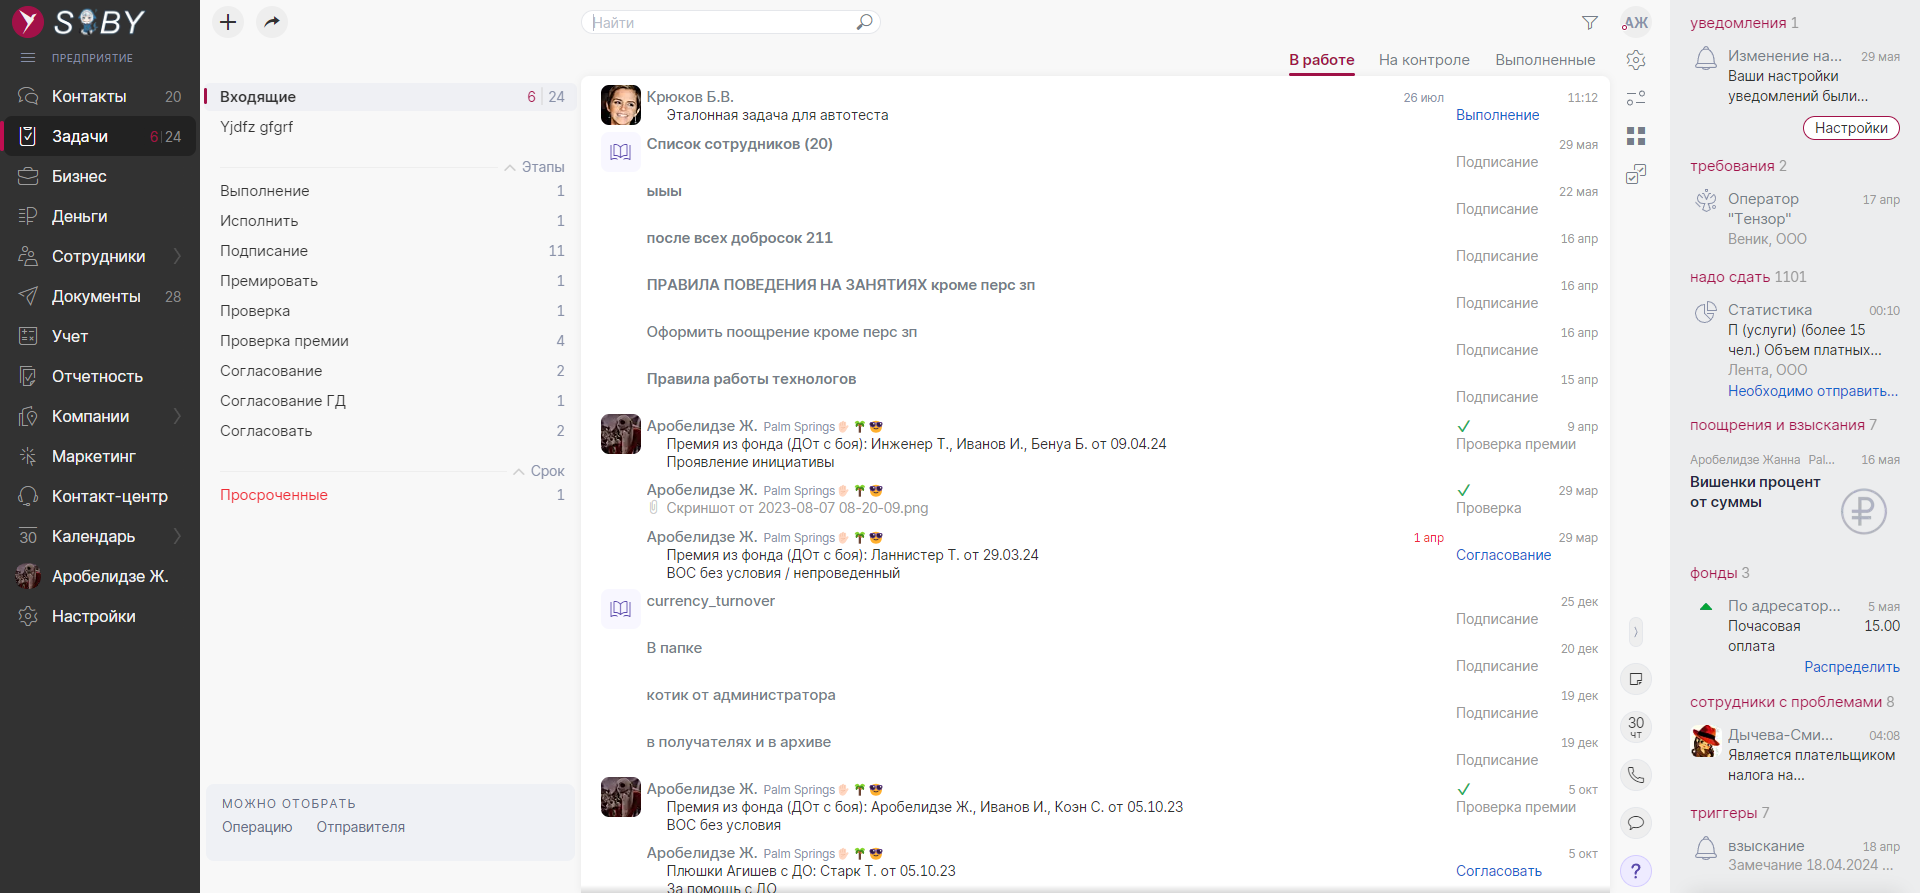 SBY
ПРЕДПРИЯТИЕ
Контакты 20
Задачи 6 24
Бизнес
Деньги
Сотрудники
Документы 28
Учет
Отчетность
Компании
Маркетинг
Контакт-центр
30 Календарь
Аробелидзе Ж.
Настройки
Входящие 6 24
Yjdfz gfgrf
Этапы
Выполнение 1
Исполнить 1
Подписание 11
Премировать 1
Проверка 1
Проверка премии 4
Согласование 2
Согласование ГД 1
Согласовать 2
Срок
Просроченные 1
МОЖНО ОТОБРАТЬ
Операцию Отправителя
Найти
В работе На контроле Выполненные
Крюков Б.В. 26 июл 11:12
Эталонная задача для автотеста Выполнение
Список сотрудников (20) 29 мая
Подписание
ыыы 22 мая
Подписание
после всех добросок 211 16 апр
Подписание
ПРАВИЛА ПОВЕДЕНИЯ НА ЗАНЯТИЯХ кроме перс зп 16 апр
Подписание
Оформить поощрение кроме перс зп 16 апр
Подписание
Правила работы технологов 15 апр
Подписание
Аробелидзе Ж. Palm Springs✋🏻🌴😎 9 апр
Премия из фонда (ДОт с боя): Инженер Т., Иванов И., Бенуа Б. от 09.04.24 Проверка премии
Проявление инициативы
Аробелидзе Ж. Palm Springs✋🏻🌴😎 29 мар
Скриншот от 2023-08-07 08-20-09.png Проверка
Аробелидзе Ж. Palm Springs✋🏻🌴😎 1 апр 29 мар
Премия из фонда (ДОт с боя): Ланнистер Т. от 29.03.24 Согласование
ВОС без условия / непроведенный
currency_turnover 25 дек
Подписание
В папке 20 дек
Подписание
котик от администратора 19 дек
Подписание
в получателях и в архиве 19 дек
Подписание
Аробелидзе Ж. Palm Springs✋🏻🌴😎 5 окт
Премия из фонда (ДОт с боя): Аробелидзе Ж., Иванов И., Коэн С. от 05.10.23 Проверка премии
ВОС без условия
Аробелидзе Ж. Palm Springs✋🏻🌴😎 5 окт
Плюшки Агишев с ДО: Старк Т. от 05.10.23 Согласовать
За помощь с ДО
АЖ
30
чт
?
уведомления 1
Изменение на... 29 мая
Ваши настройки
уведомлений были...
Настройки
требования 2
Оператор 17 апр
"Тензор"
Веник, ООО
надо сдать 1101
Статистика 00:10
П (услуги) (более 15
чел.) Объем платных...
Лента, ООО
Необходимо отправить...
поощрения и взыскания 7
Аробелидзе Жанна Pal... 16 мая
Вишенки процент
от суммы
фонды 3
По адресатор... 5 мая
Почасовая 15.00
оплата
Распределить
сотрудники с проблемами 8
Дычева-Сми... 04:08
Является плательщиком
налога на...
триггеры 7
взыскание 18 апр
Замечание 18.04.2024 ...